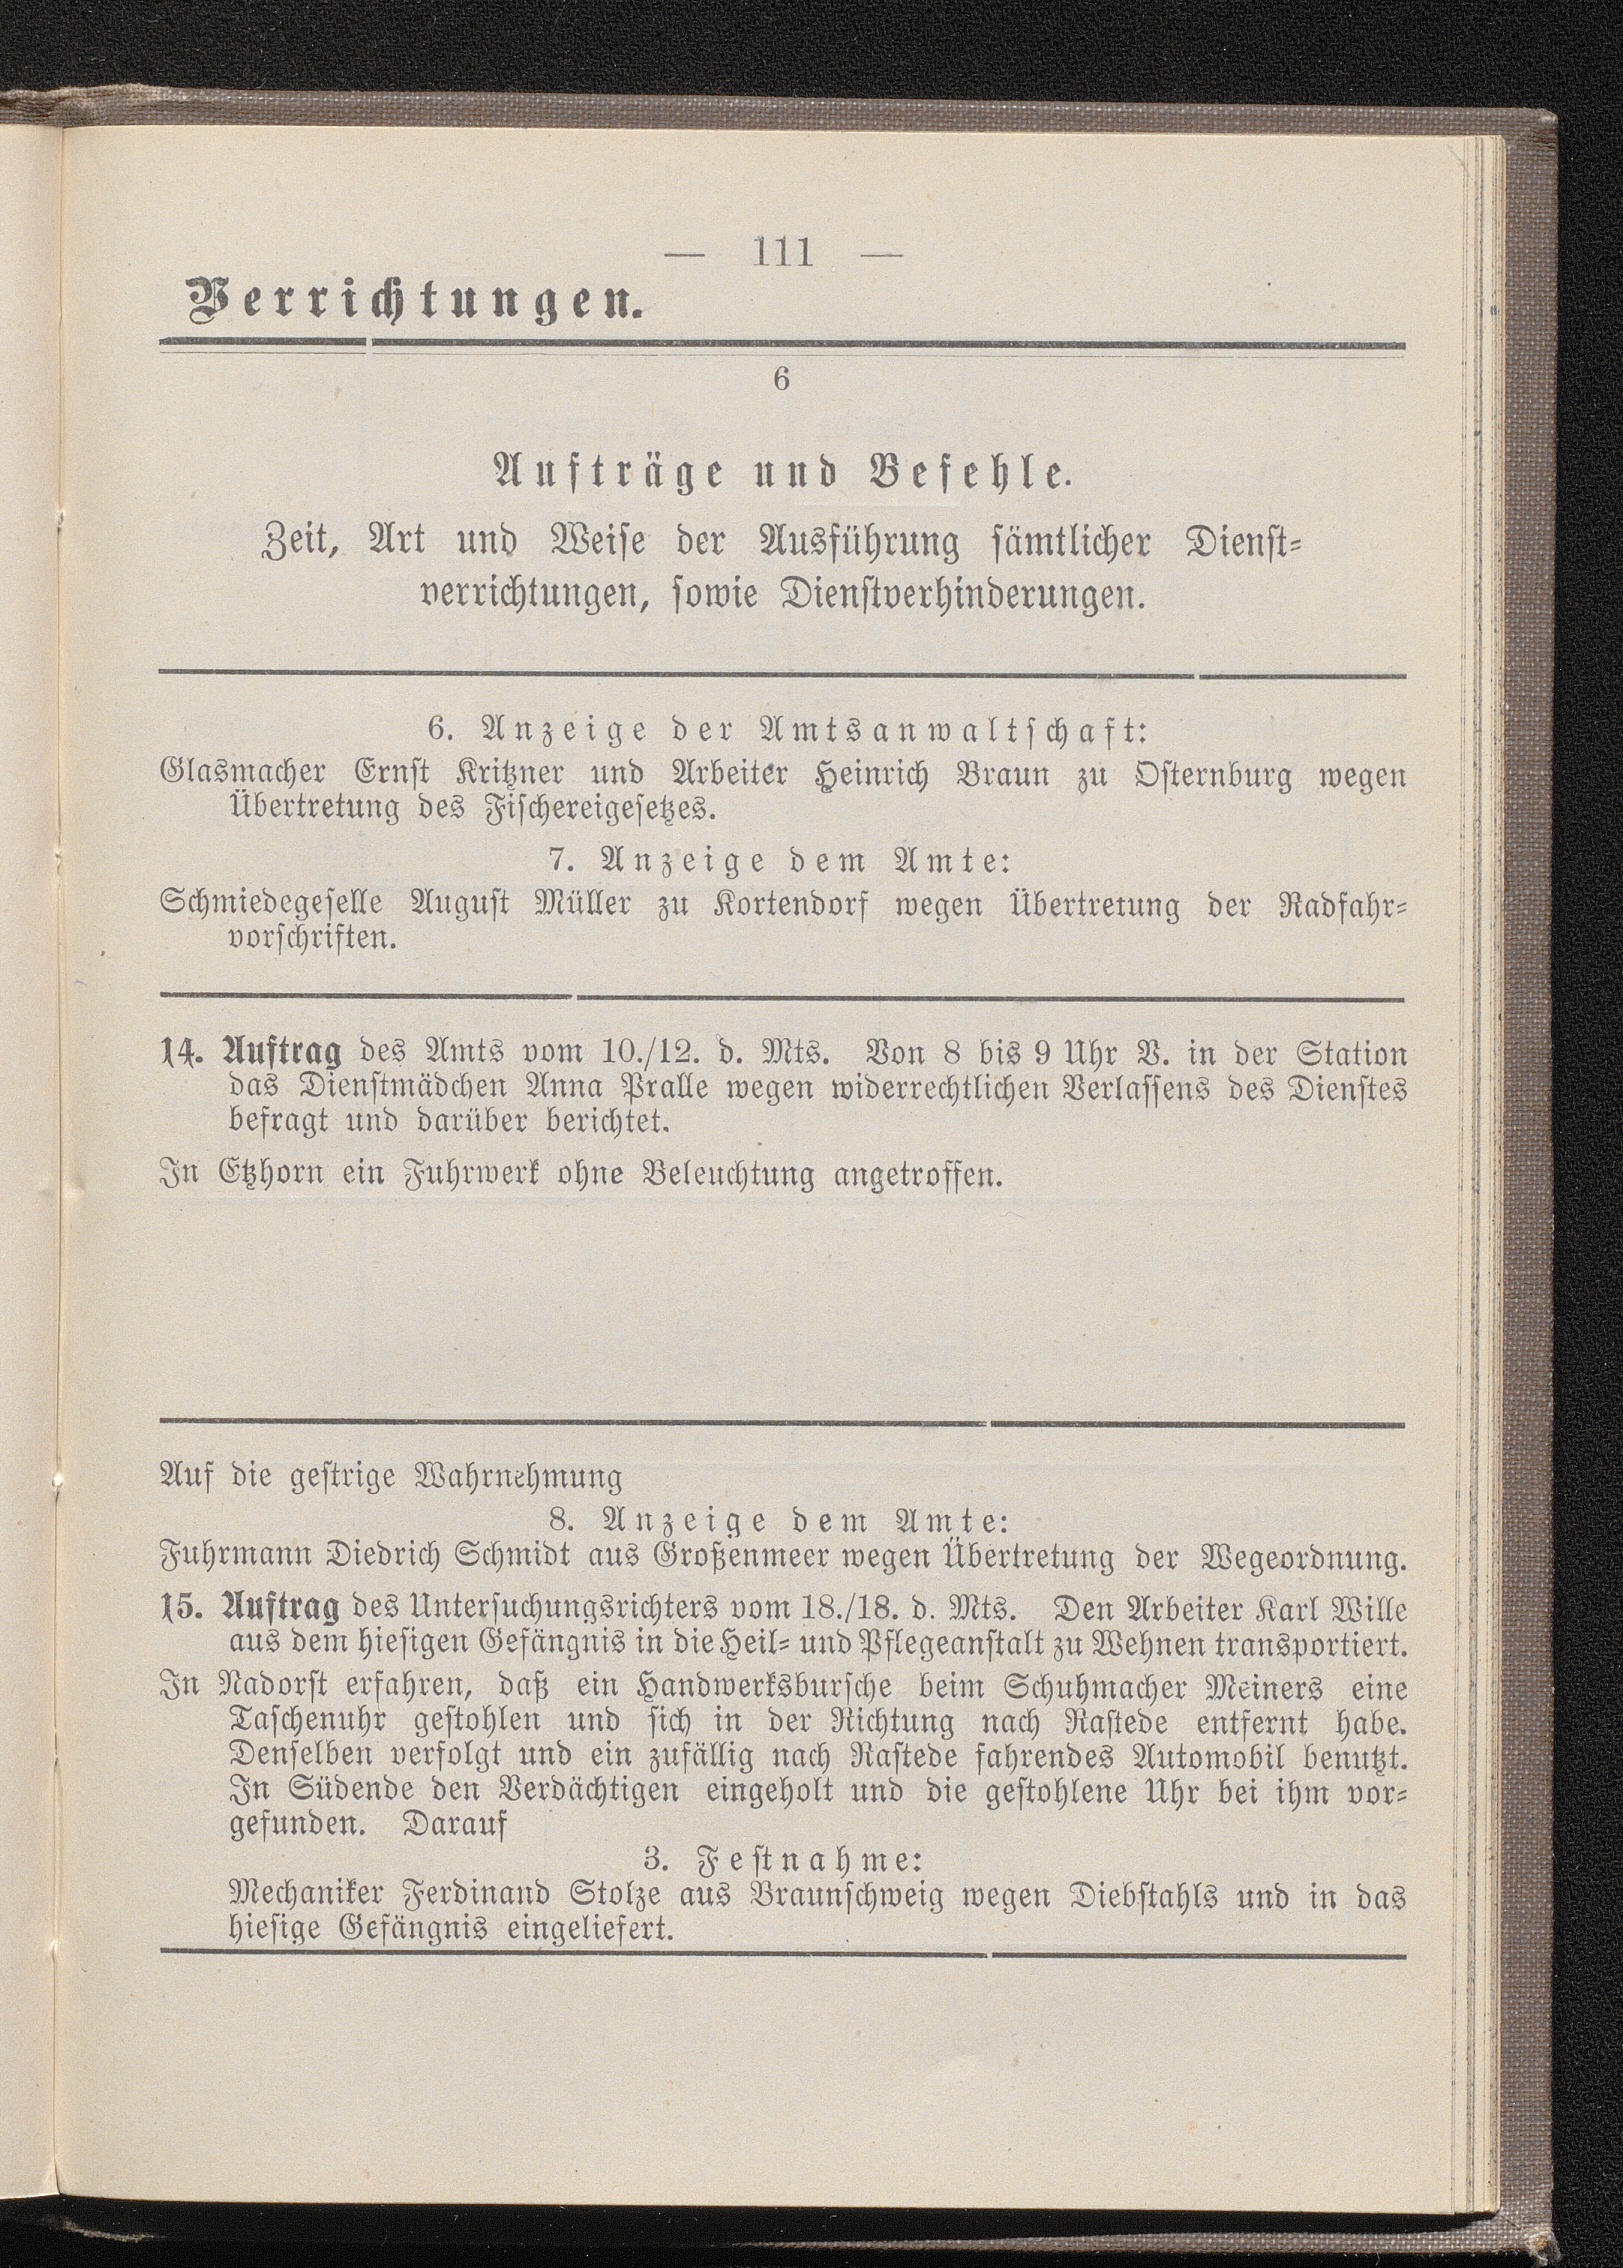 — 111 —
Verrichtungen.
6
Aufträge und Befehle.
Zeit, Art und Weise der Ausführung sämtlicher Dienst-
verrichtungen, sowie Dienstverhinderungen.
6. Anzeige der Amtsanwaltschaft:
Glasmacher Ernst Kritzner und Arbeiter Heinrich Braun zu Osternburg wegen
Übertretung des Fischereigesetzes.
7. Anzeige dem Amte:
Schmiedegeselle August Müller zu Kortendorf wegen Übertretung der Radfahr-
vorschriften.
14. Auftrag des Amts vom 10./12. d. Mts. Von 8 bis 9 Uhr V. in der Station
das Dienstmädchen Anna Pralle wegen widerrechtlichen Verlassens des Dienstes
befragt und darüber berichtet.
In Etzhorn ein Fuhrwerk ohne Beleuchtung angetroffen.
Auf die gestrige Wahrnehmung
8. Anzeige dem Amte:
Fuhrmann Diedrich Schmidt aus Großenmeer wegen Übertretung der Wegeordnung.
15. Auftrag des Untersuchungsrichters vom 18./18. d. Mts. Den Arbeiter Karl Wille
aus dem hiesigen Gefängnis in die Heil- und Pflegeanstalt zu Wehnen transportiert.
In Nadorst erfahren, daß ein Handwerksbursche beim Schuhmacher Meiners eine
Taschenuhr gestohlen und sich in der Richtung nach Rastede entfernt habe.
Denselben verfolgt und ein zufällig nach Rastede fahrendes Automobil benutzt.
In Südende den Verdächtigen eingeholt und die gestohlene Uhr bei ihm vor-
gefunden. Darauf
3. Festnahme:
Mechaniker Ferdinand Stolze aus Braunschweig wegen Diebstahls und in das
hiesige Gefängnis eingeliefert.